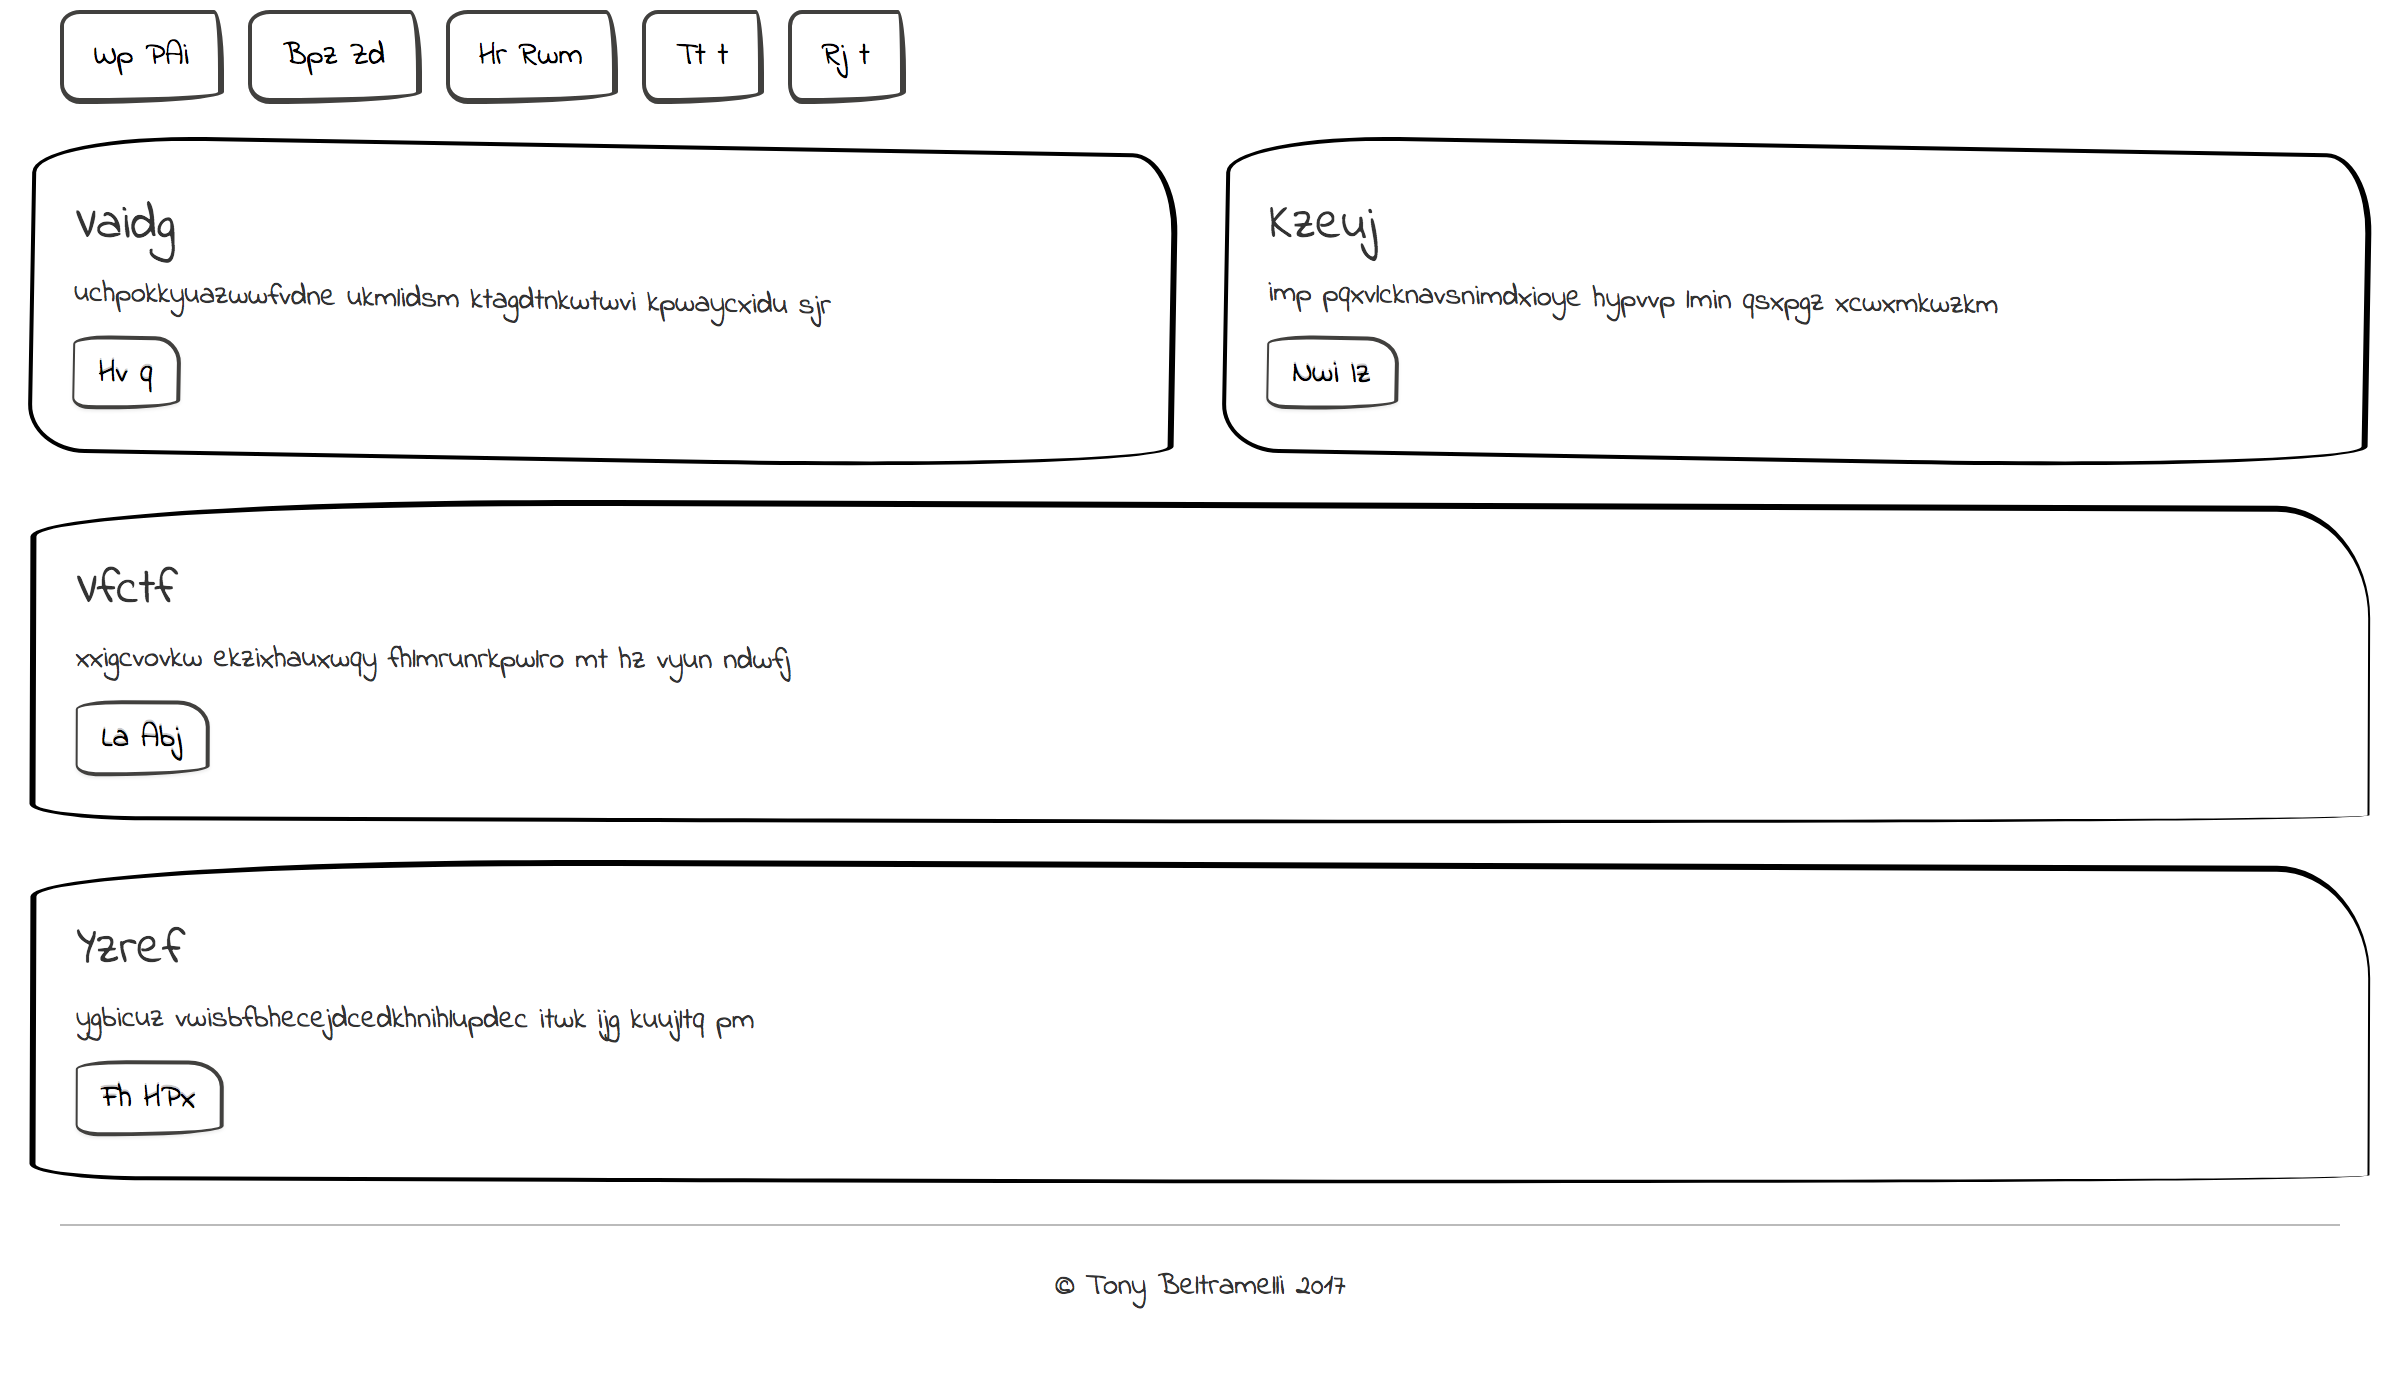 Wp PAi Bpz Zd Hr Rwm Tt t Rj t
Vaidg
uchpokkyuazwwfvdne ukmlidsm ktagdtnkwtwvi kpwaycxidu sjr
Hv q
Kzeuj
imp pqxvlcknavsnimdxioye hypvvp lmin qsxpgz xcwxmkwzkm
Nwi lz
Vfctf
xxigcvovkw ekzixhauxwqy fhlmrunrkpwlro mt hz vyun ndwfj
La Abj
Yzref
ygbicuz vwisbfbhecejdcedkhnihlupdec itwk ijg kuujltq pm
Fh HPx
© Tony Beltramelli 2017